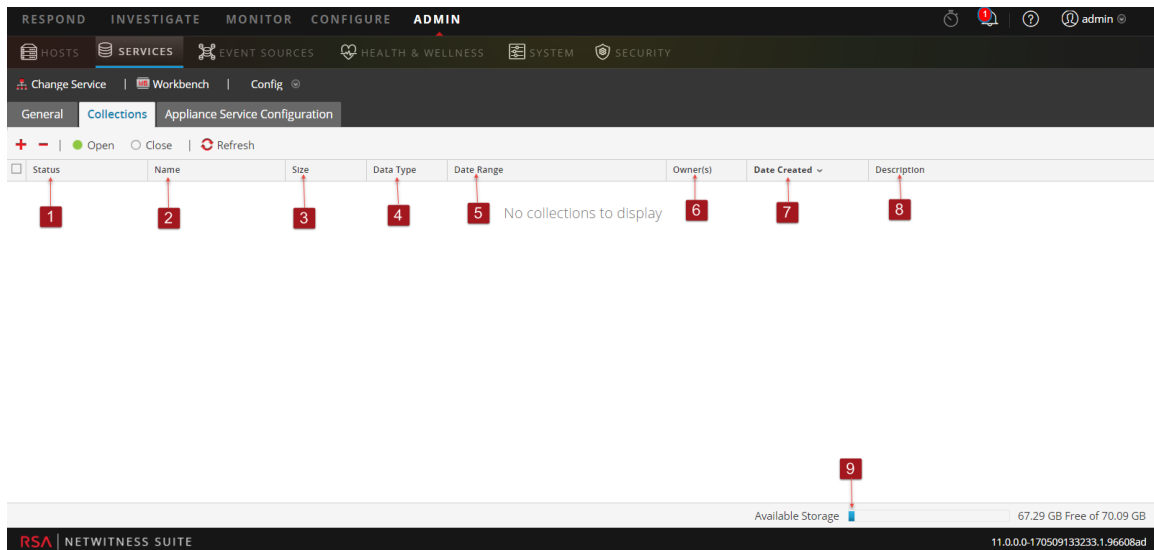 RESPOND INVESTIGATE MONITOR CONFIGURE ADMIN 1 ? admin
HOSTS SERVICES EVENT SOURCES HEALTH & WELLNESS SYSTEM SECURITY
Change Service | Workbench | Config
General Collections Appliance Service Configuration
+ − | Open Close | Refresh
Status Name Size Data Type Date Range Owner(s) Date Created Description
1 2 3 4 5 No collections to display 6 7 8
9
Available Storage 67.29 GB Free of 70.09 GB
RSA | NETWITNESS SUITE 11.0.0.0-170509133233.1.96608ad